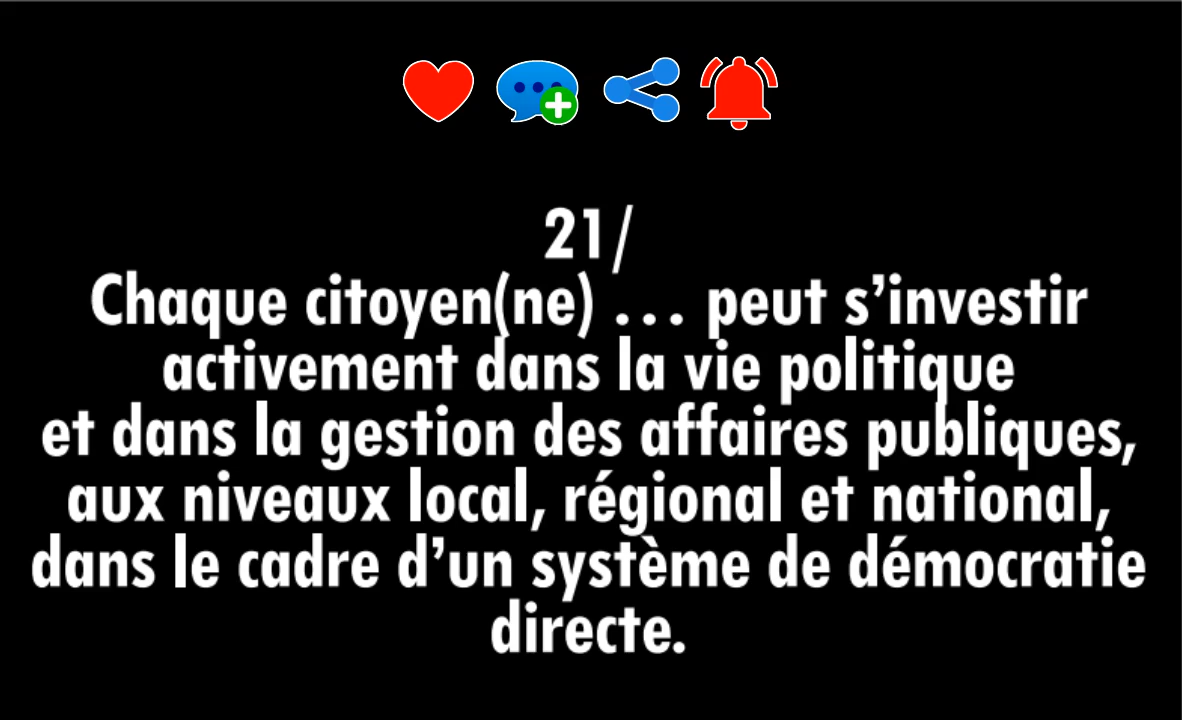 21/
Chaque citoyen(ne) ... peut s’investir
activement dans la vie politique
et dans la gestion des affaires publiques,
aux niveaux local, régional et national,
dans le cadre d’un système de démocratie
directe.